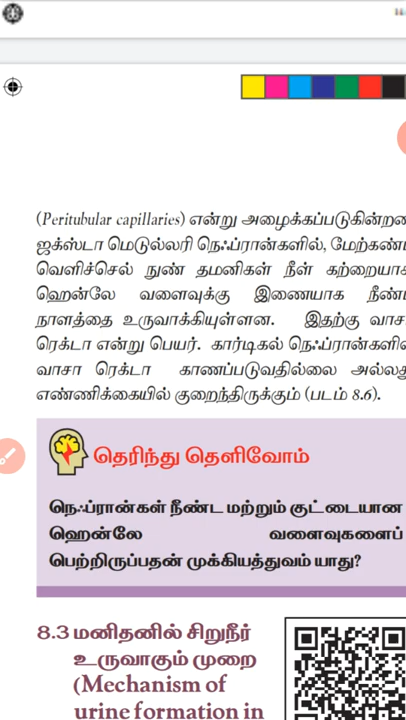 (Peritubular capillaries) என்று அழைக்கப்படுகின்றன
ஜக்ஸ்டா மெடுல்லரி நெஃப்ரான்களில், மேற்கண்ட
வெளிச்செல் நுண் தமனிகள் நீள் கற்றையாக
ஹென்லே வளைவுக்கு இணையாக நீண்ட
நாளத்தை உருவாக்கியுள்ளன. இதற்கு வாசா
ரெக்டா என்று பெயர். கார்டிகல் நெஃப்ரான்களில்
வாசா ரெக்டா காணப்படுவதில்லை அல்லது
எண்ணிக்கையில் குறைந்திருக்கும் (படம் 8.6).
தெரிந்து தெளிவோம்
நெஃப்ரான்கள் நீண்ட மற்றும் குட்டையான
ஹென்லே வளைவுகளைப்
பெற்றிருப்பதன் முக்கியத்துவம் யாது?
8.3 மனிதனில் சிறுநீர்
உருவாகும் முறை
(Mechanism of
urine formation in